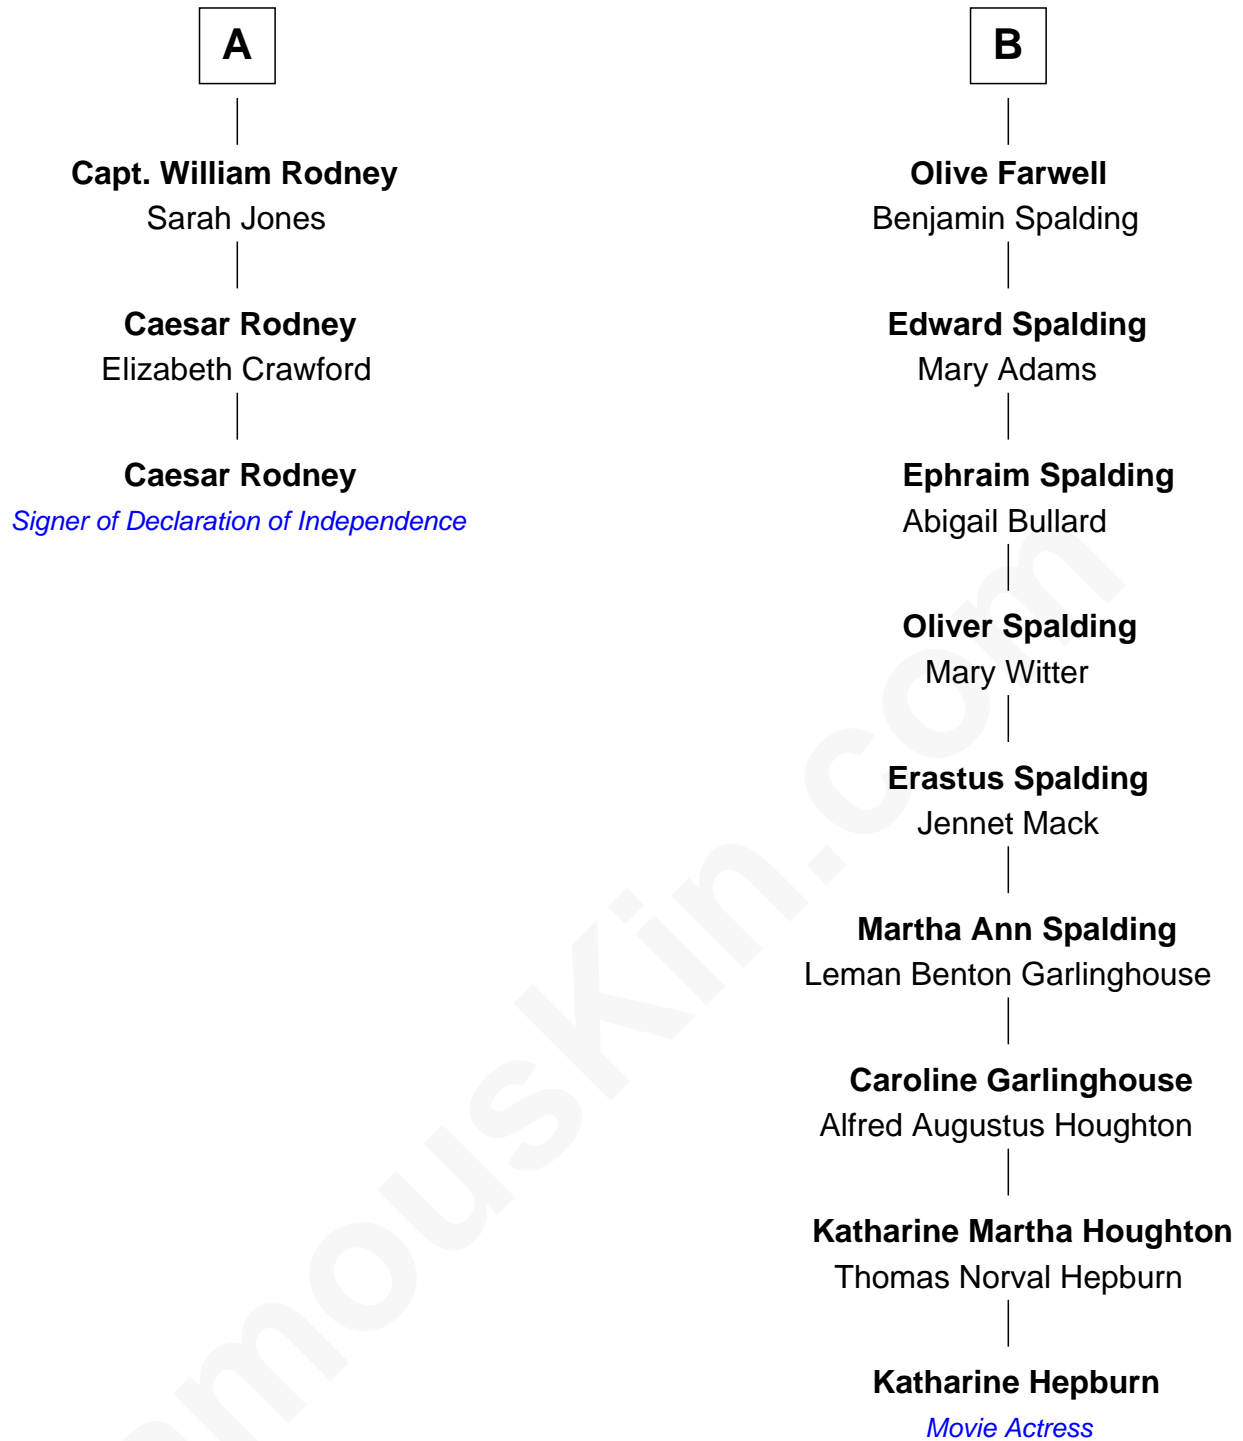 A
Capt. William Rodney
Sarah Jones
Caesar Rodney
Elizabeth Crawford
Caesar Rodney
Signer of Declaration of Independence
B
Olive Farwell
Benjamin Spalding
Edward Spalding
Mary Adams
Ephraim Spalding
Abigail Bullard
Oliver Spalding
Mary Witter
Erastus Spalding
Jennet Mack
Martha Ann Spalding
Leman Benton Garlinghouse
Caroline Garlinghouse
Alfred Augustus Houghton
Katharine Martha Houghton
Thomas Norval Hepburn
Katharine Hepburn
Movie Actress
amousKin.com